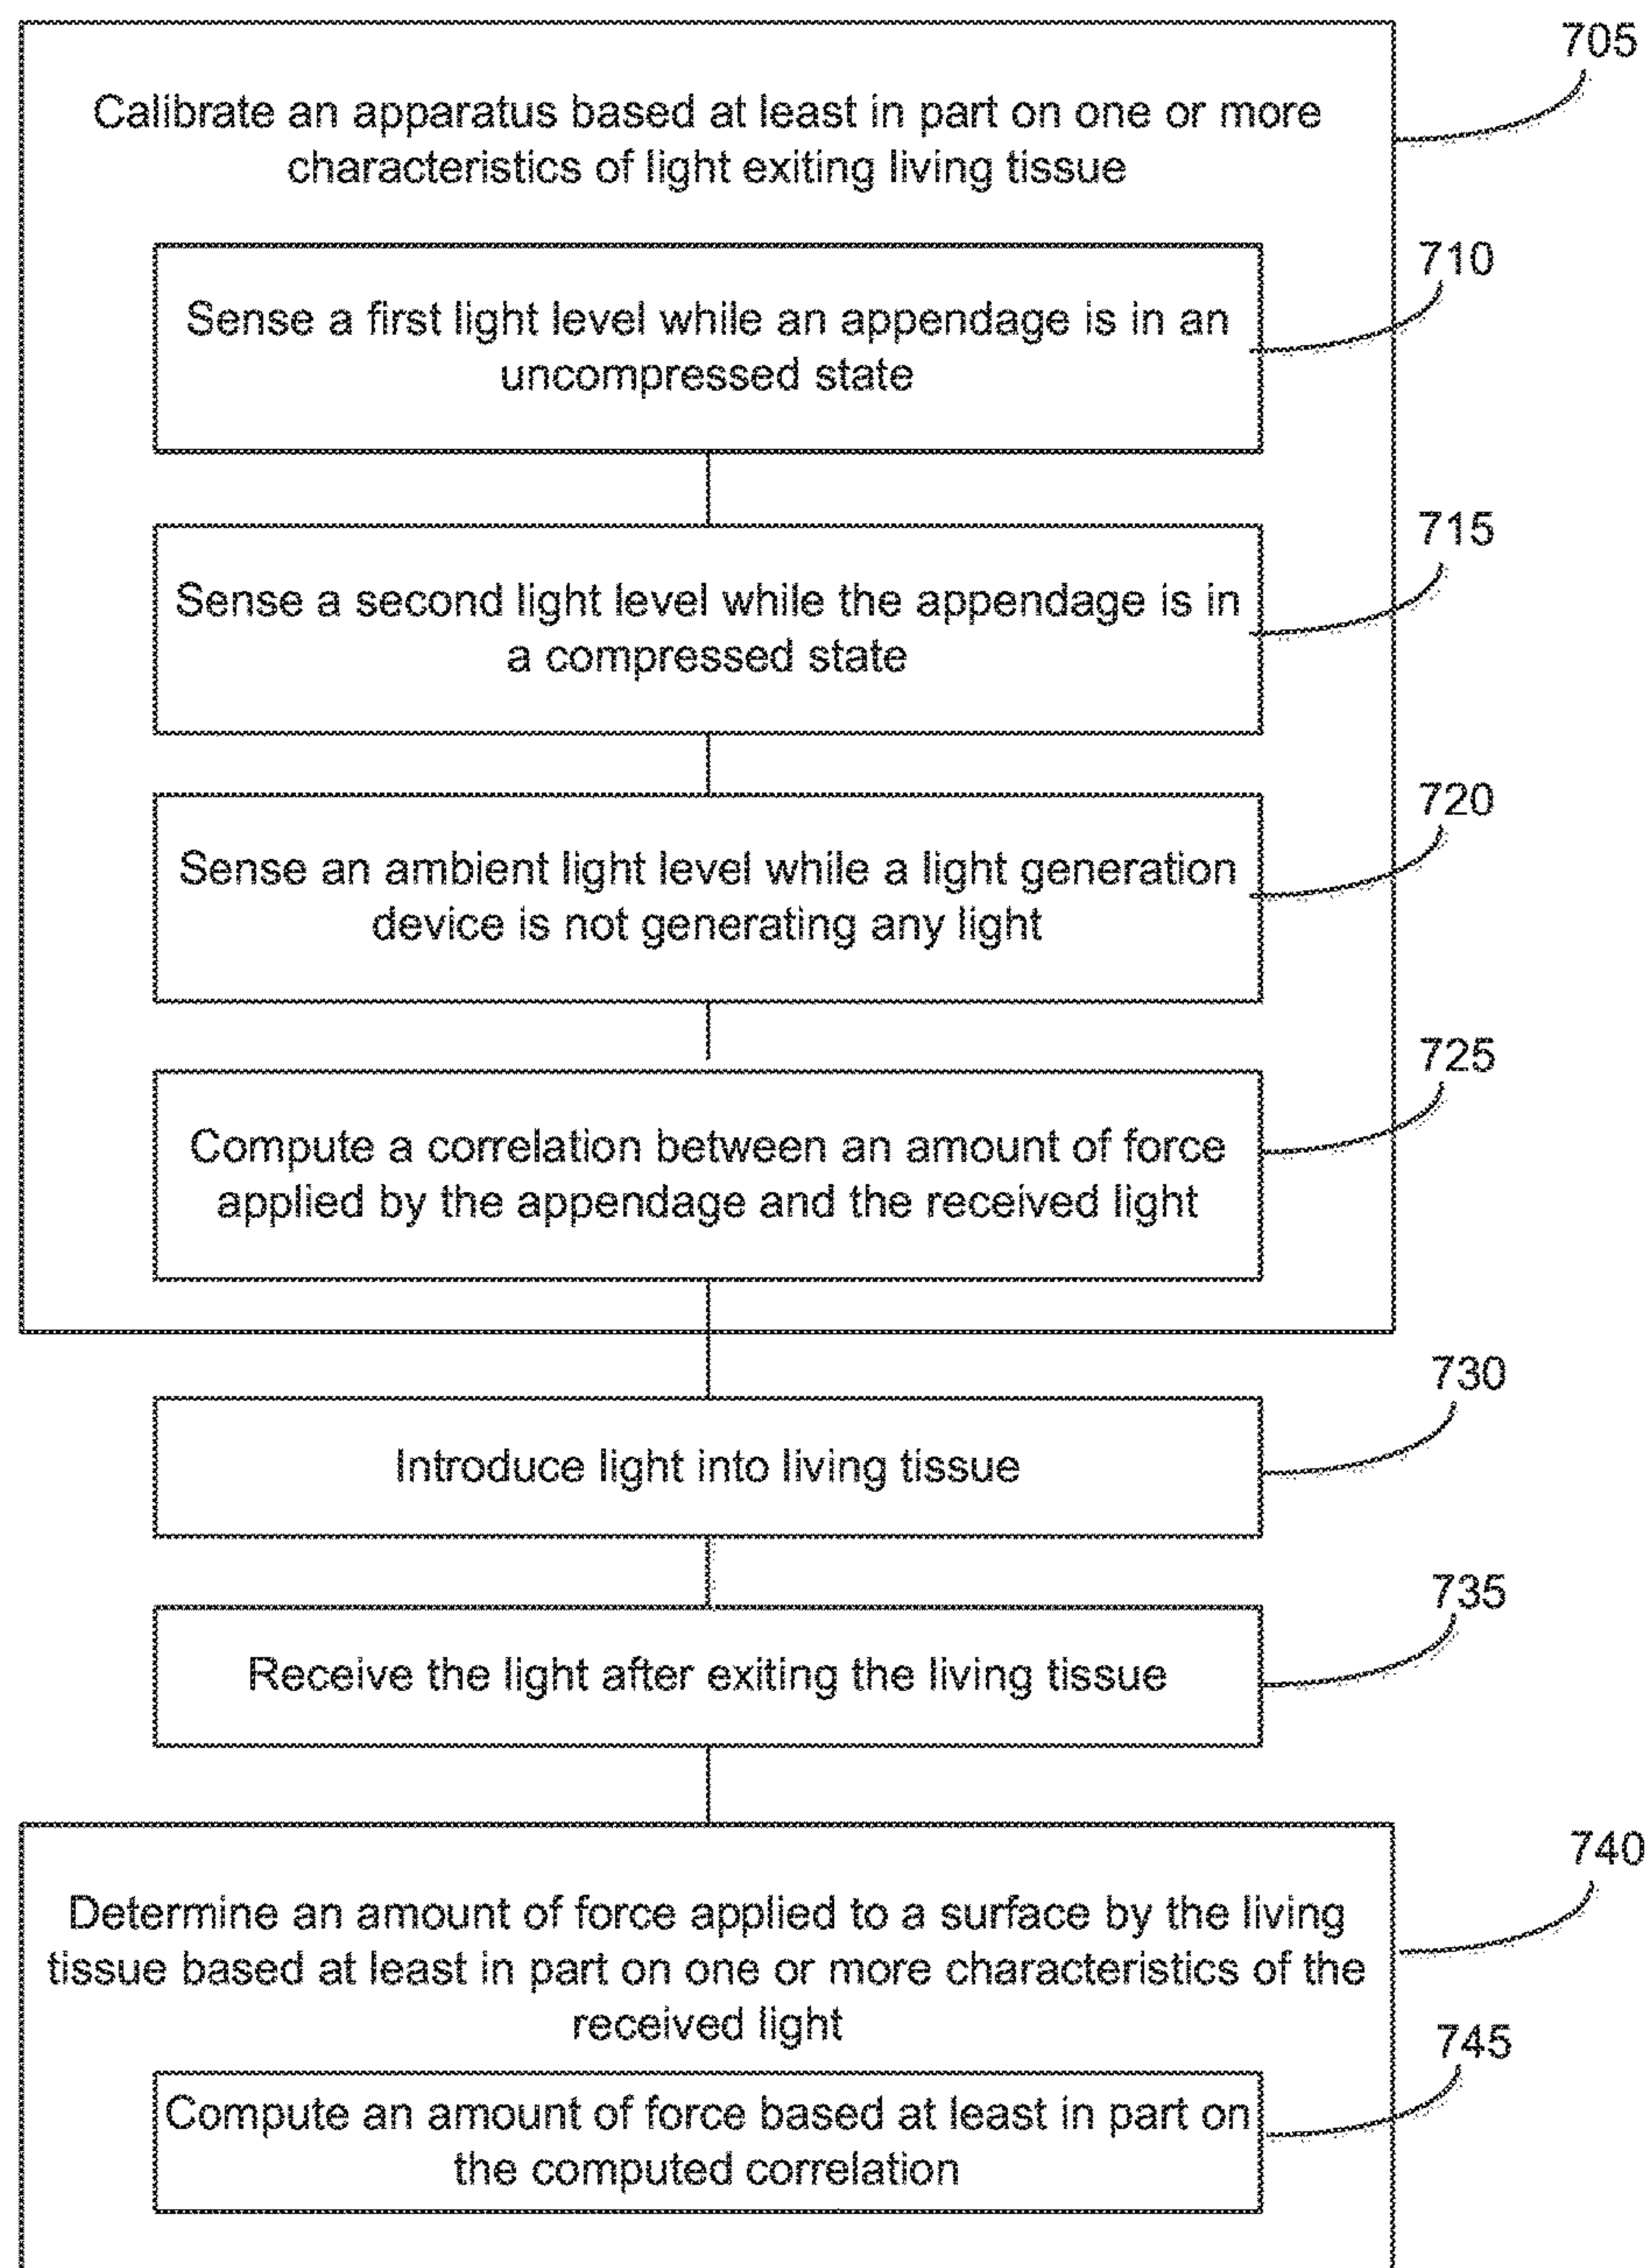 705
Calibrate an apparatus based at least in part on one or more
characteristics of light exiting living tissue
710
Sense a first light level while an appendage is in an
uncompressed state
715
Sense a second light level while the appendage is in
a compressed state
720
Sense an ambient light level while a light generation
device is not generating any light
725
Compute a correlation between an amount of force
applied by the appendage and the received light
730
Introduce light into living tissue
735
Receive the light after exiting the living tissue
740
Determine an amount of force applied to a surface by the living
tissue based at least in part on one or more characteristics of the
received light
745
Compute an amount of force based at least in part on
the computed correlation